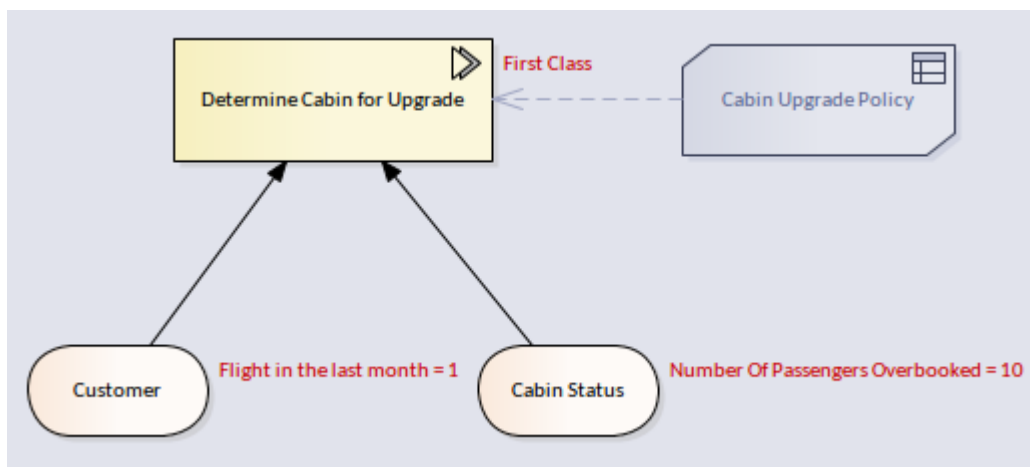 First Class
Determine Cabin for Upgrade
Cabin Upgrade Policy
Customer
Flight in the last month = 1
Cabin Status
Number Of Passengers Overbooked = 10